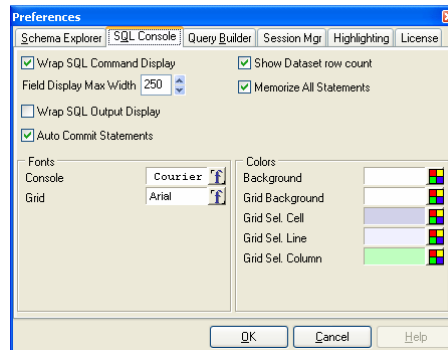 Preferences
Schema Explorer SQL Console Query Builder Session Mgr Highlighting License
Wrap SQL Command Display
Show Dataset row count
Field Display Max Width 250
Memorize All Statements
Wrap SQL Output Display
Auto Commit Statements
Fonts
Colors
Console Courier
Background
Grid Arial
Grid Background
Grid Sel. Cell
Grid Sel. Line
Grid Sel. Column
OK Cancel Help